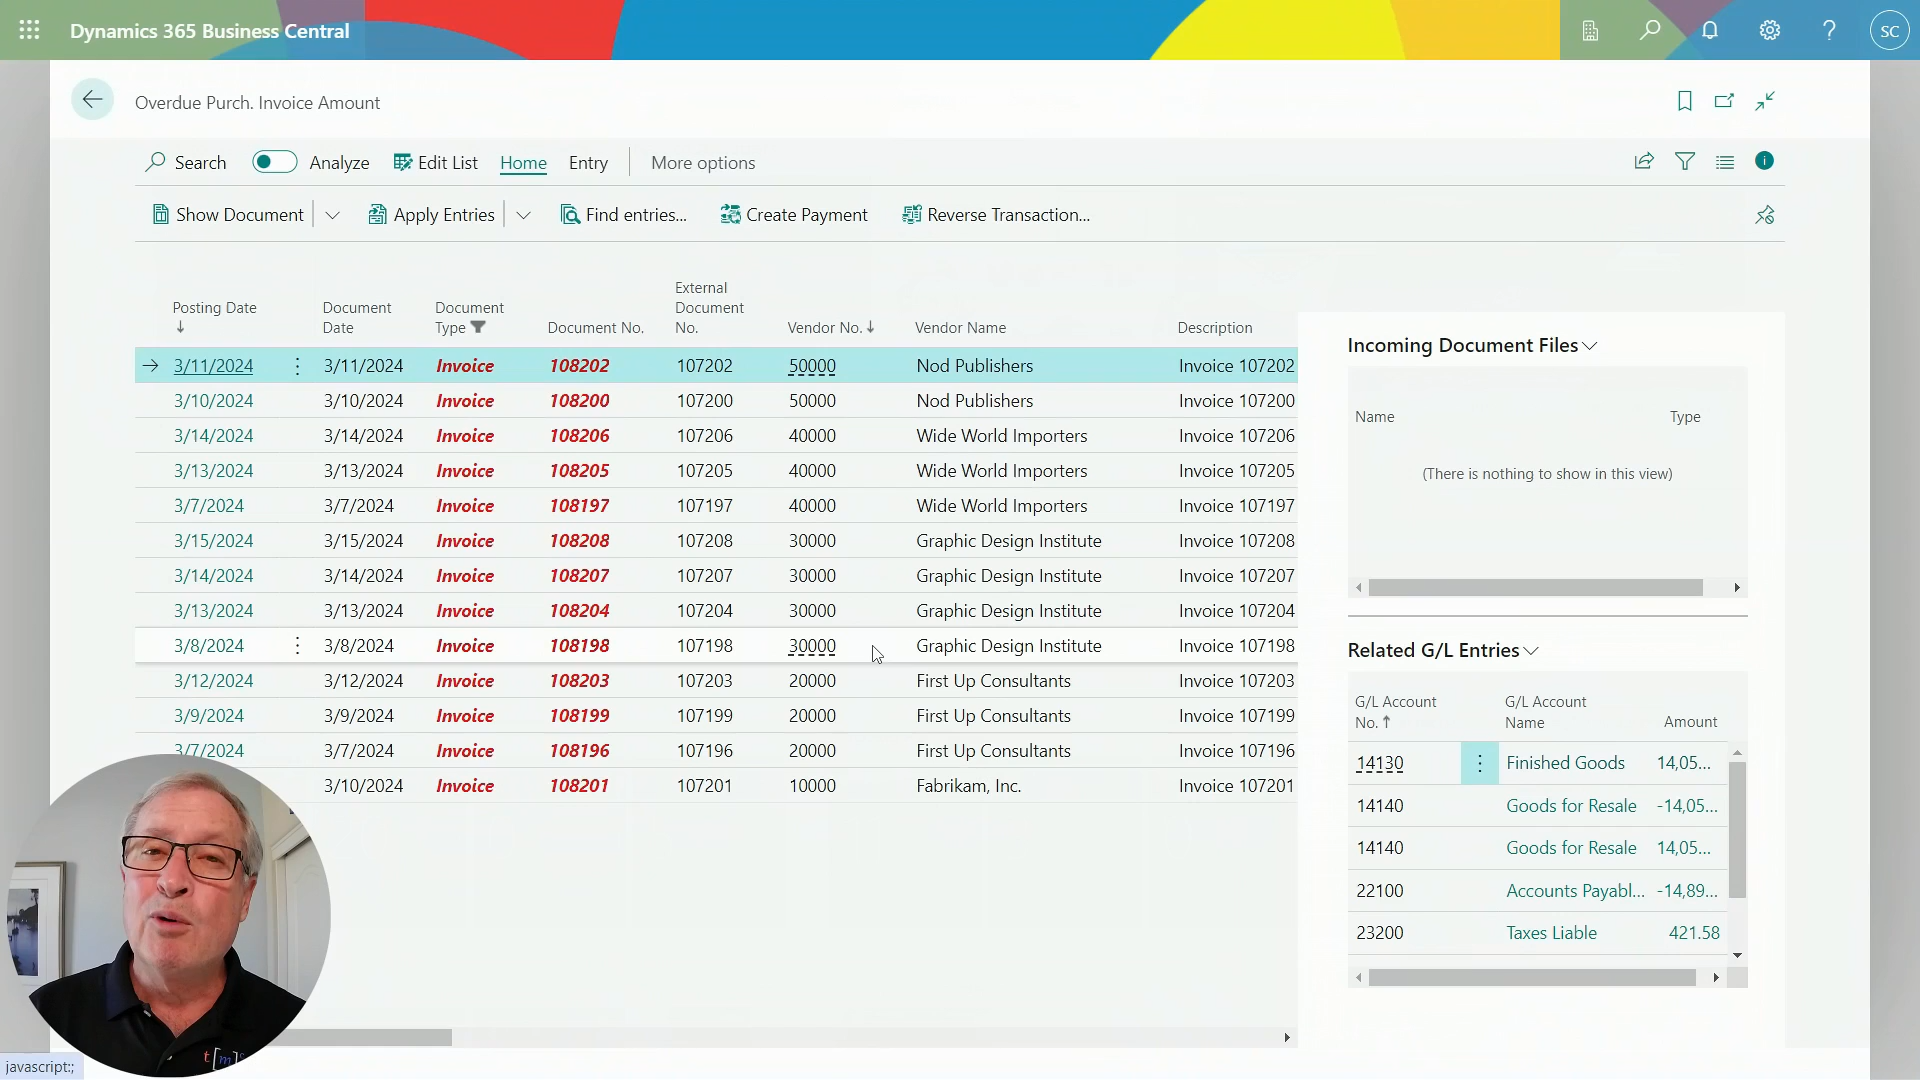 Dynamics 365 Business Central
SC
Overdue Purch. Invoice Amount
Search Analyze Edit List Home Entry More options
Show Document Apply Entries Find entries... Create Payment Reverse Transaction...
Posting Date Document Date Document Type Document No. External Document No. Vendor No. Vendor Name Description
3/11/2024 3/11/2024 Invoice 108202 107202 50000 Nod Publishers Invoice 107202
3/10/2024 3/10/2024 Invoice 108200 107200 50000 Nod Publishers Invoice 107200
3/14/2024 3/14/2024 Invoice 108206 107206 40000 Wide World Importers Invoice 107206
3/13/2024 3/13/2024 Invoice 108205 107205 40000 Wide World Importers Invoice 107205
3/7/2024 3/7/2024 Invoice 108197 107197 40000 Wide World Importers Invoice 107197
3/15/2024 3/15/2024 Invoice 108208 107208 30000 Graphic Design Institute Invoice 107208
3/14/2024 3/14/2024 Invoice 108207 107207 30000 Graphic Design Institute Invoice 107207
3/13/2024 3/13/2024 Invoice 108204 107204 30000 Graphic Design Institute Invoice 107204
3/8/2024 3/8/2024 Invoice 108198 107198 30000 Graphic Design Institute Invoice 107198
3/12/2024 3/12/2024 Invoice 108203 107203 20000 First Up Consultants Invoice 107203
3/9/2024 3/9/2024 Invoice 108199 107199 20000 First Up Consultants Invoice 107199
3/7/2024 3/7/2024 Invoice 108196 107196 20000 First Up Consultants Invoice 107196
3/10/2024 Invoice 108201 107201 10000 Fabrikam, Inc. Invoice 107201
Incoming Document Files
Name Type
(There is nothing to show in this view)
Related G/L Entries
G/L Account No. G/L Account Name Amount
14130 Finished Goods 14,05...
14140 Goods for Resale -14,05...
14140 Goods for Resale 14,05...
22100 Accounts Payabl... -14,89...
23200 Taxes Liable 421.58
javascript:;